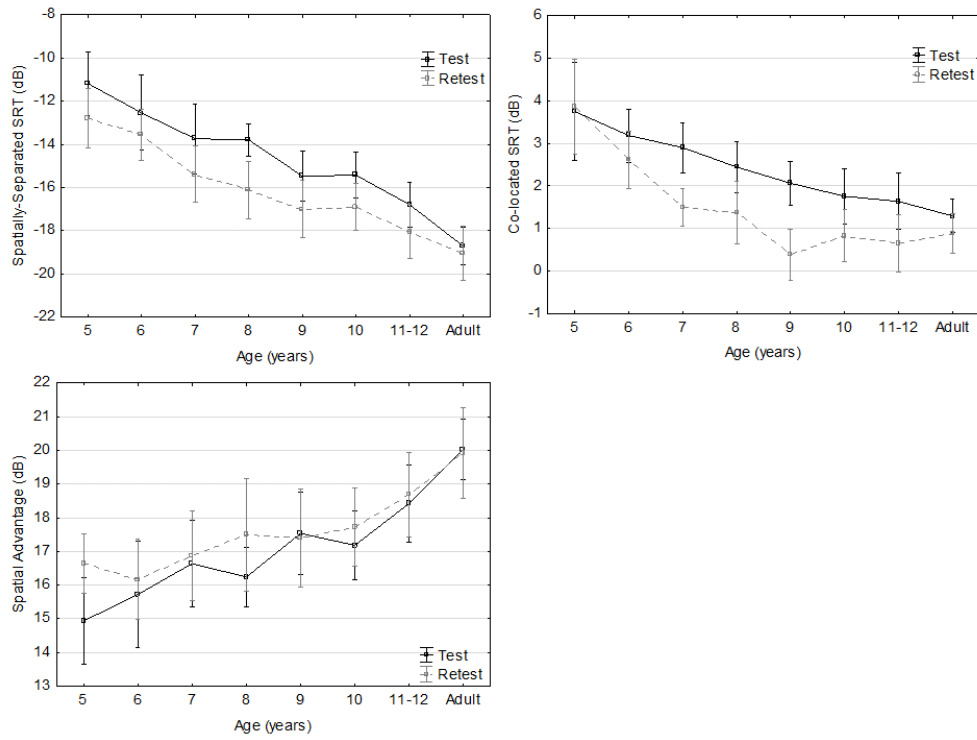 Spatially-Separated SRT (dB)
-8
-10
-12
-14
-16
-18
-20
-22
Test
Retest
5 6 7 8 9 10 11-12 Adult
Age (years)
Co-located SRT (dB)
6
5
4
3
2
1
0
-1
Test
Retest
5 6 7 8 9 10 11-12 Adult
Age (years)
Spatial Advantage (dB)
22
21
20
19
18
17
16
15
14
13
Test
Retest
5 6 7 8 9 10 11-12 Adult
Age (years)